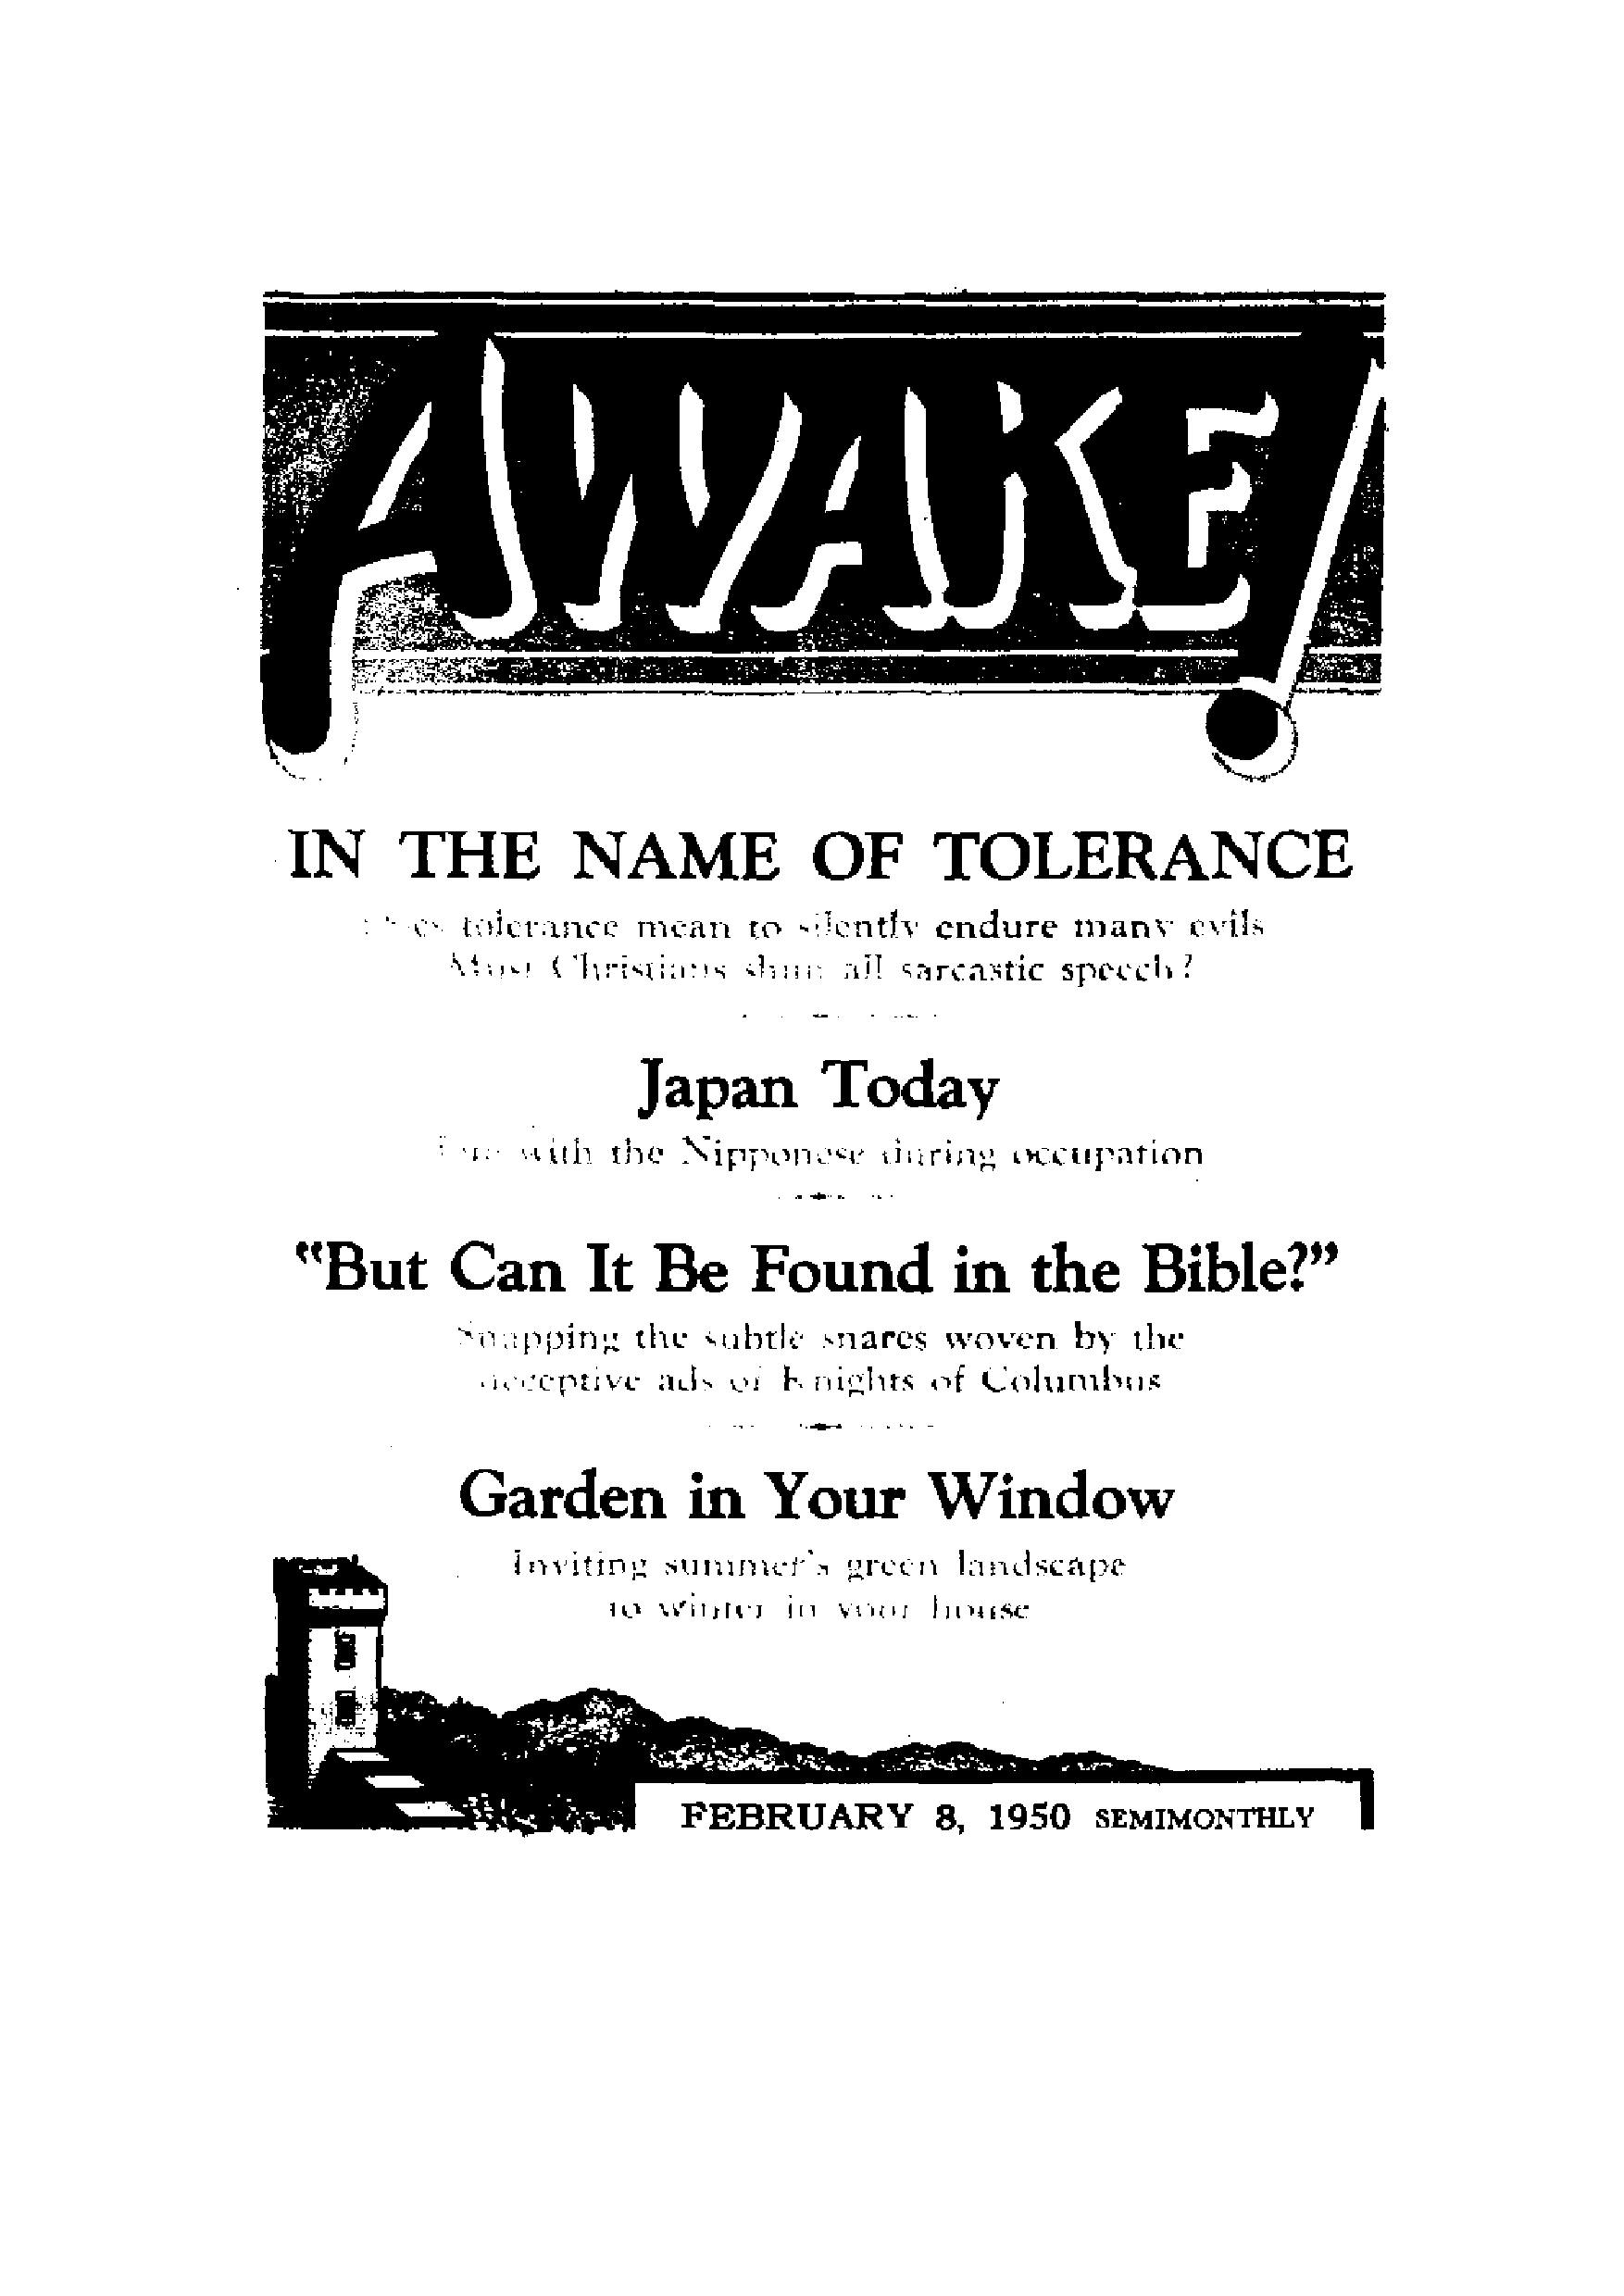 AWAKE!
IN THE NAME OF TOLERANCE
tolerance mean to silently endure many evils
Must Christians shun all sarcastic speech?
Japan Today
with the Nipponese during occupation
“But Can It Be Found in the Bible?”
Snapping the subtle snares woven by the
deceptive ads of Knights of Columbus
Garden in Your Window
Inviting summer's green landscape
to winter in your house
FEBRUARY 8, 1950 SEMIMONTHLY